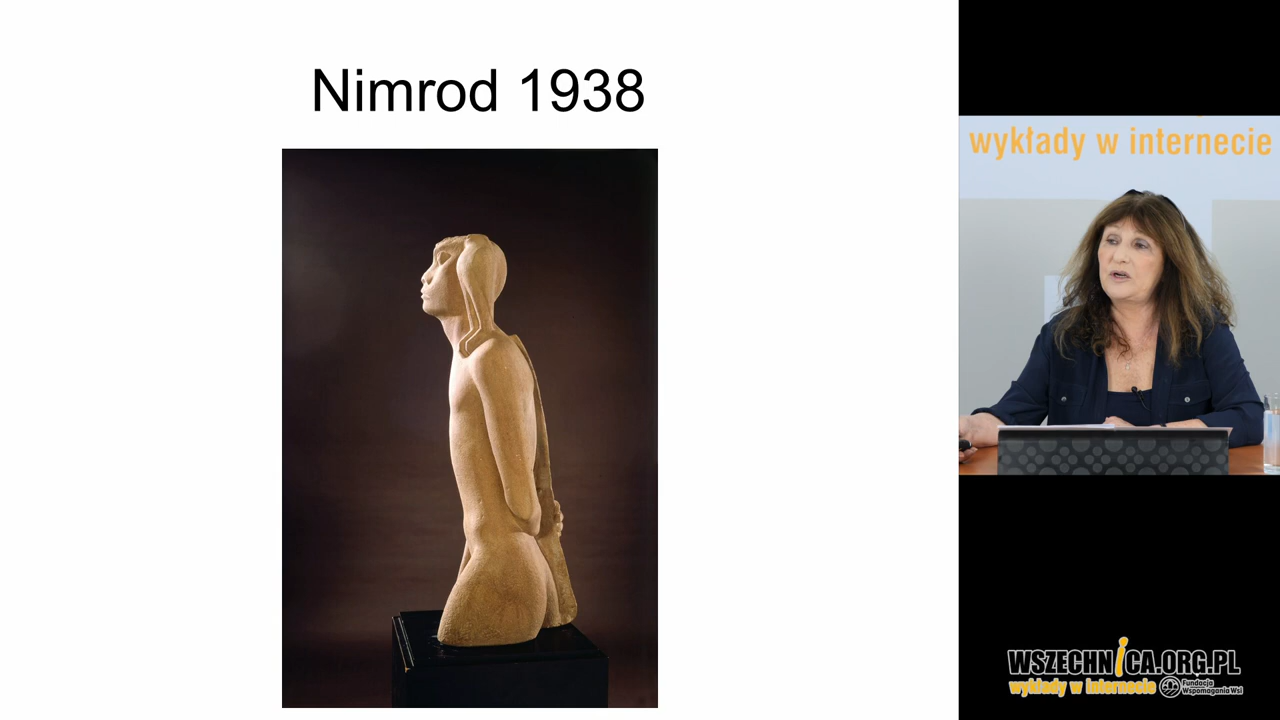 Nimrod 1938
wykłady w internecie
WSZECHNICA.ORG.PL
wykłady w internecie
Fundacja
Wspomagania Wsi